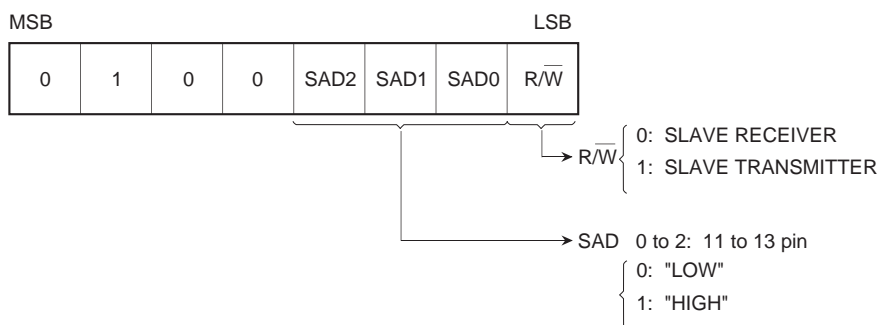 MSB LSB
0 1 0 0 SAD2 SAD1 SAD0 R/W̅
R/W̅ 0: SLAVE RECEIVER
1: SLAVE TRANSMITTER
SAD 0 to 2: 11 to 13 pin
0: "LOW"
1: "HIGH"